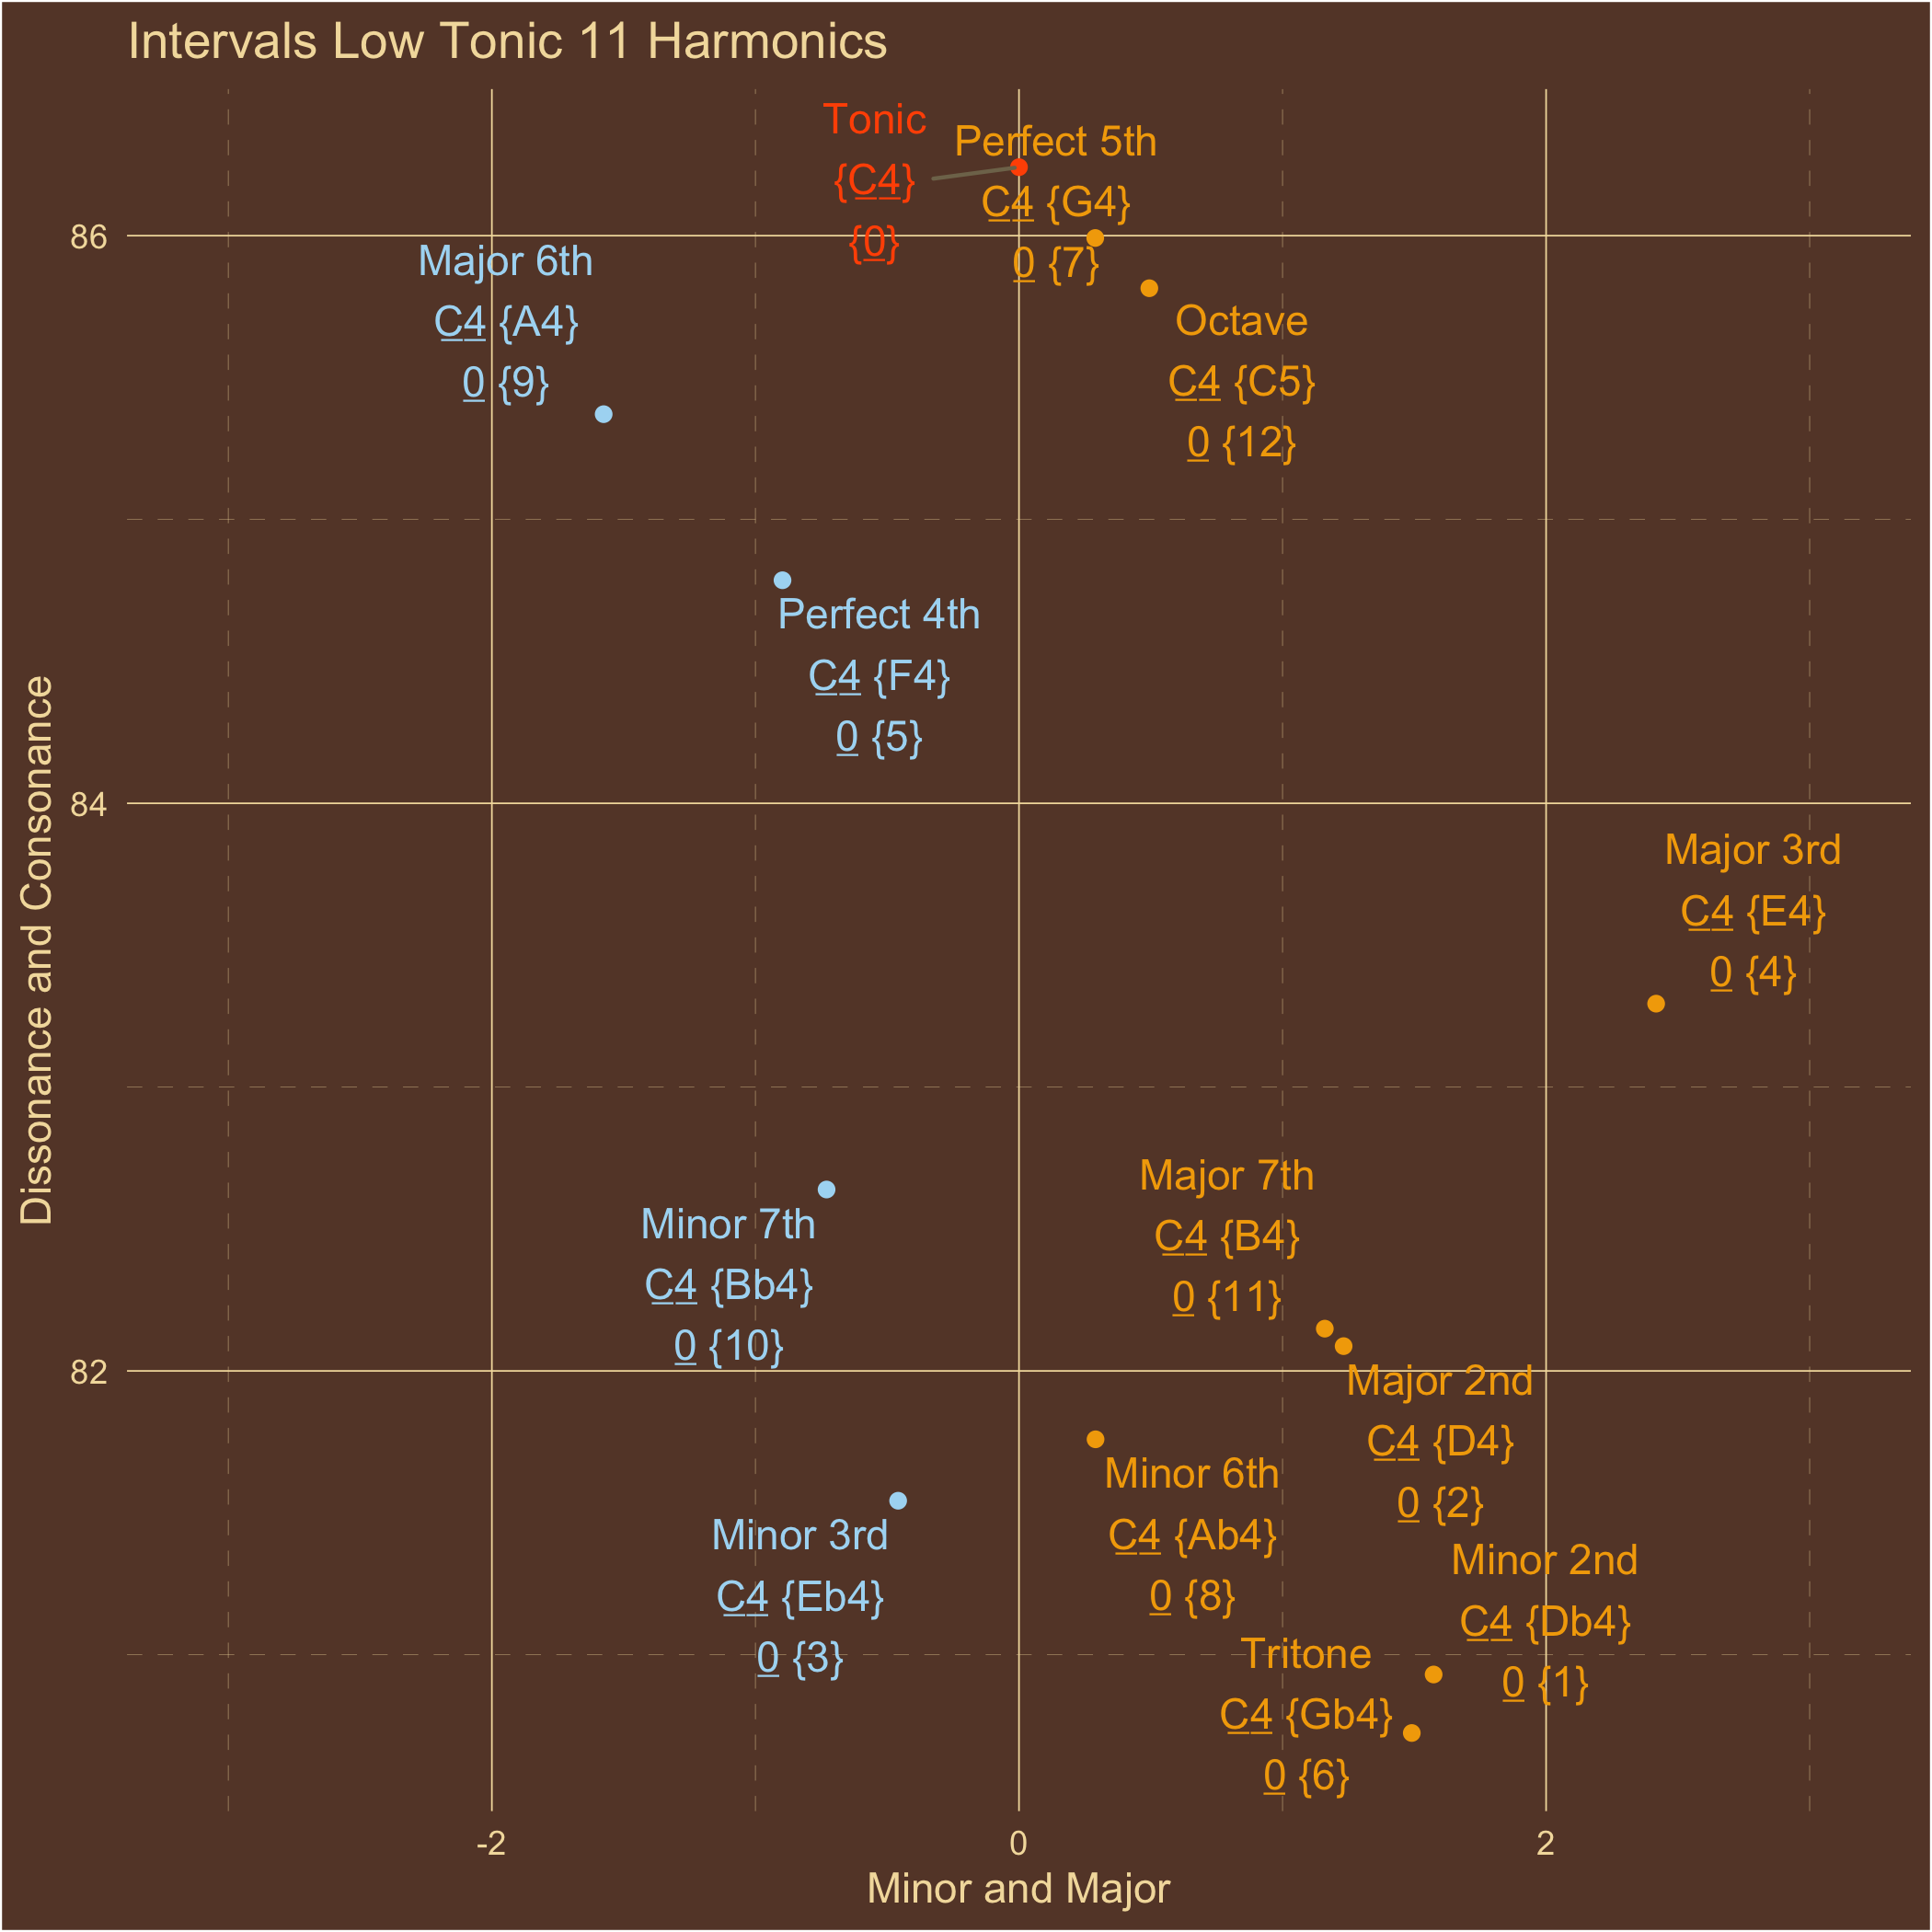 Intervals Low Tonic 11 Harmonics
Tonic
{C4}
{0}
Perfect 5th
C4 {G4}
0 {7}
Major 6th
C4 {A4}
0 {9}
Octave
C4 {C5}
0 {12}
Perfect 4th
C4 {F4}
0 {5}
Major 3rd
C4 {E4}
0 {4}
Major 7th
C4 {B4}
0 {11}
Minor 7th
C4 {Bb4}
0 {10}
Major 2nd
C4 {D4}
0 {2}
Minor 6th
C4 {Ab4}
0 {8}
Minor 3rd
C4 {Eb4}
0 {3}
Minor 2nd
C4 {Db4}
0 {1}
Tritone
C4 {Gb4}
0 {6}
86
84
82
Dissonance and Consonance
-2
0
2
Minor and Major